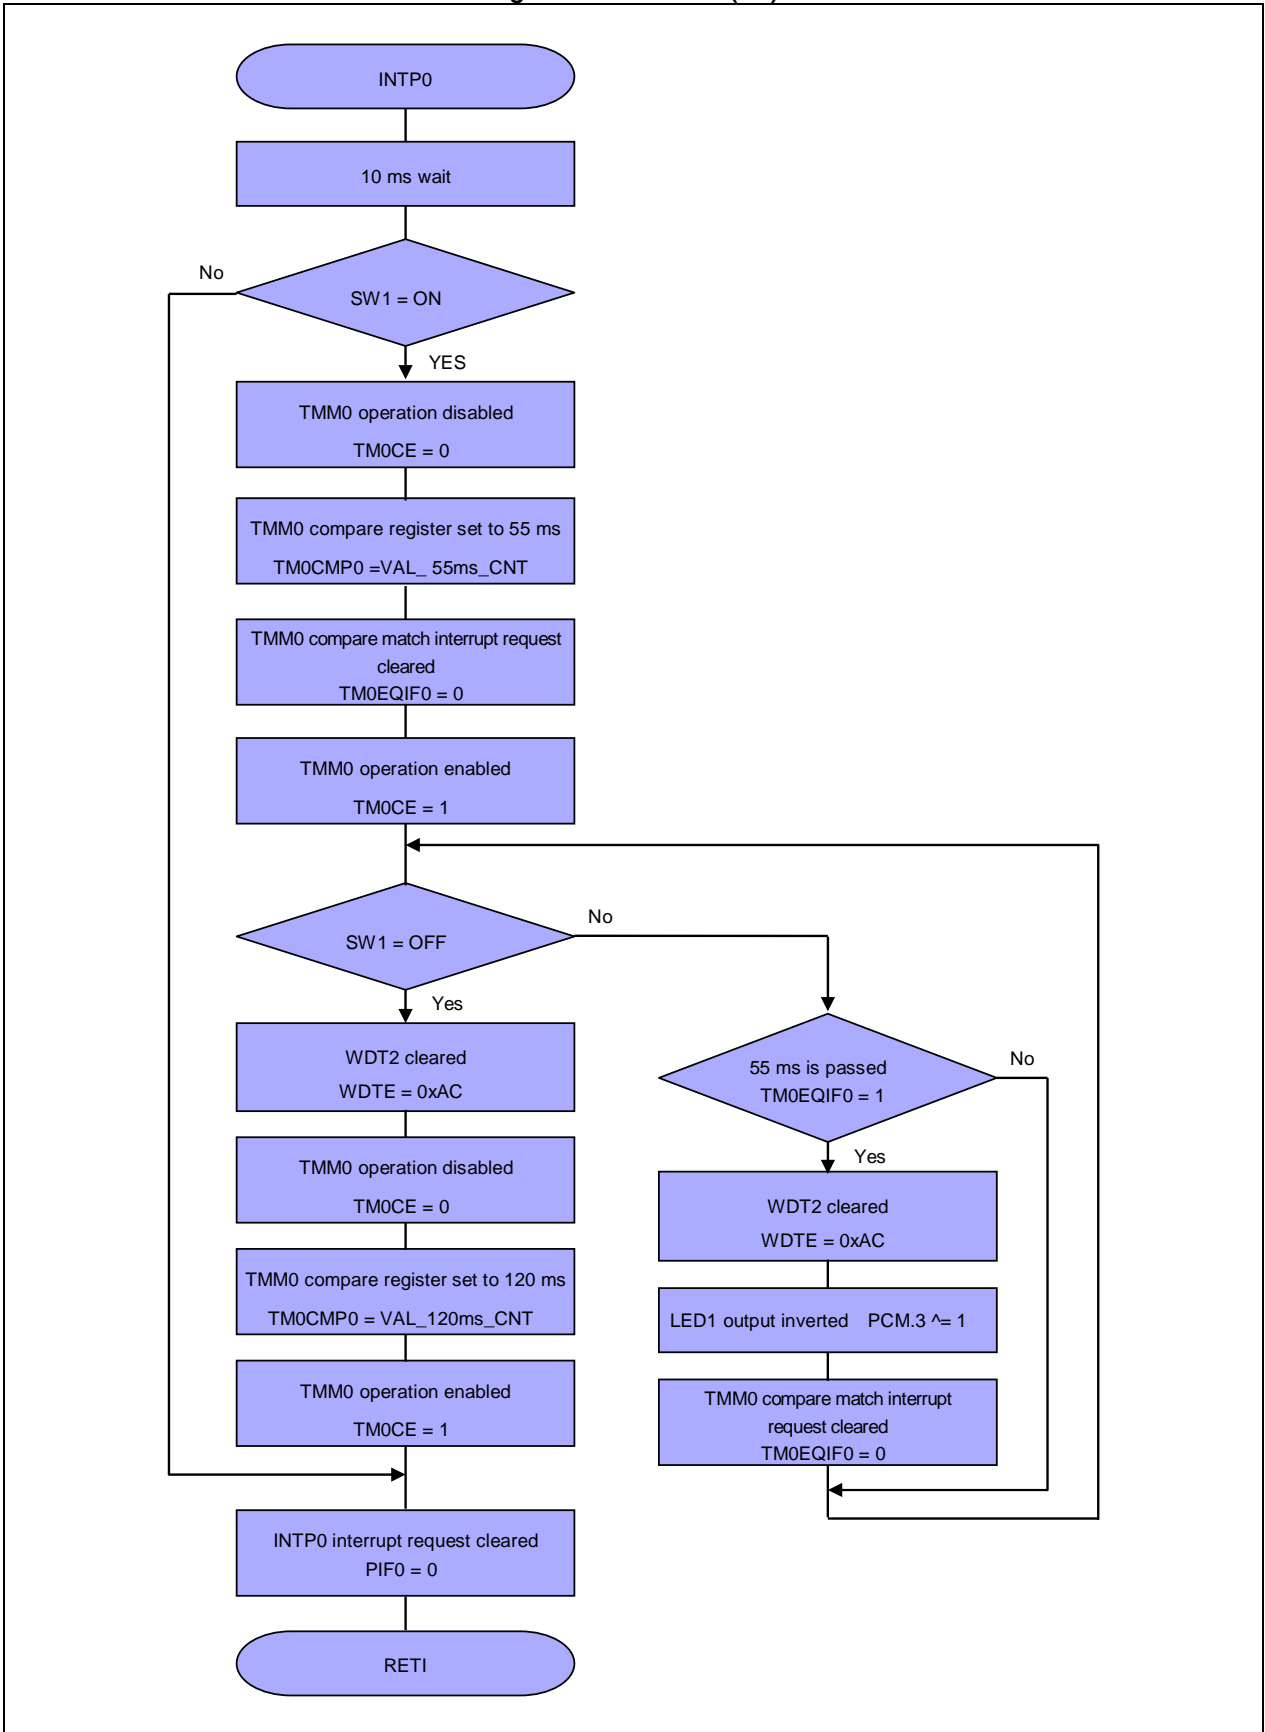 INTP0
10 ms wait
No
SW1 = ON
YES
TMM0 operation disabled
TM0CE = 0
TMM0 compare register set to 55 ms
TM0CMP0 =VAL_ 55ms_CNT
TMM0 compare match interrupt request
cleared
TM0EQIF0 = 0
TMM0 operation enabled
TM0CE = 1
SW1 = OFF
No
Yes
WDT2 cleared
WDTE = 0xAC
TMM0 operation disabled
TM0CE = 0
TMM0 compare register set to 120 ms
TM0CMP0 = VAL_120ms_CNT
TMM0 operation enabled
TM0CE = 1
55 ms is passed
TM0EQIF0 = 1
No
Yes
WDT2 cleared
WDTE = 0xAC
LED1 output inverted PCM.3 ^= 1
TMM0 compare match interrupt
request cleared
TM0EQIF0 = 0
INTP0 interrupt request cleared
PIF0 = 0
RETI